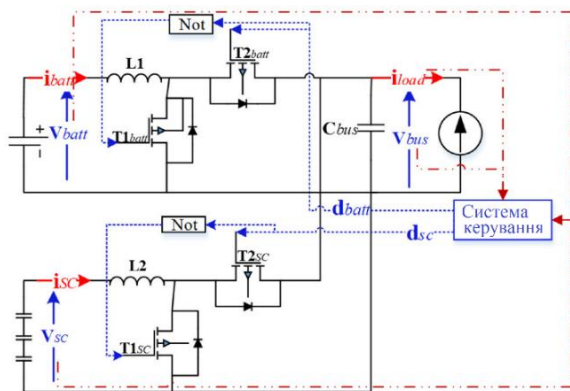 Not
T2batt
ibatt
L1
iload
+
Vbatt
T1batt
Cbus
Vbus
-
dbatt
Система
керування
Not
dsc
L2
T2SC
iSC
VSC
T1SC